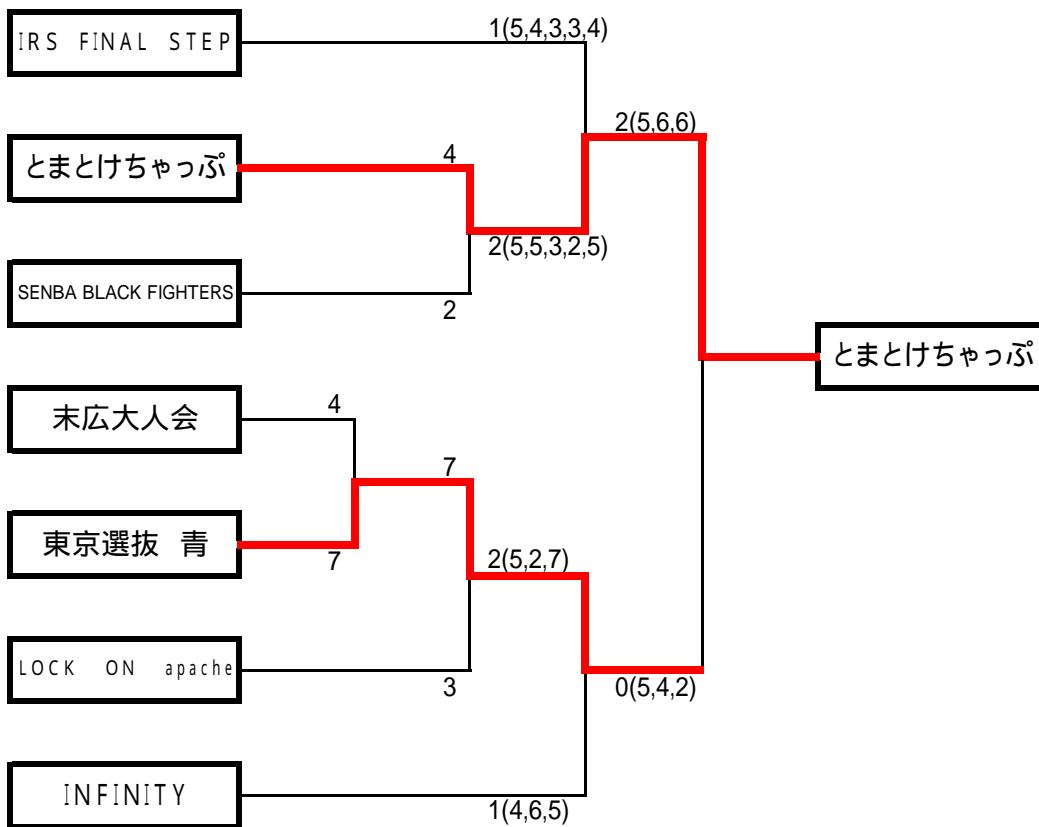 1(5,4,3,3,4)
IRS FINAL STEP
2(5,6,6)
とまとけちゃっぷ
4
2(5,5,3,2,5)
SENBA BLACK FIGHTERS
2
とまとけちゃっぷ
末広大人会
4
7
東京選抜 青
7
2(5,2,7)
LOCK ON apache
3
0(5,4,2)
INFINITY
1(4,6,5)